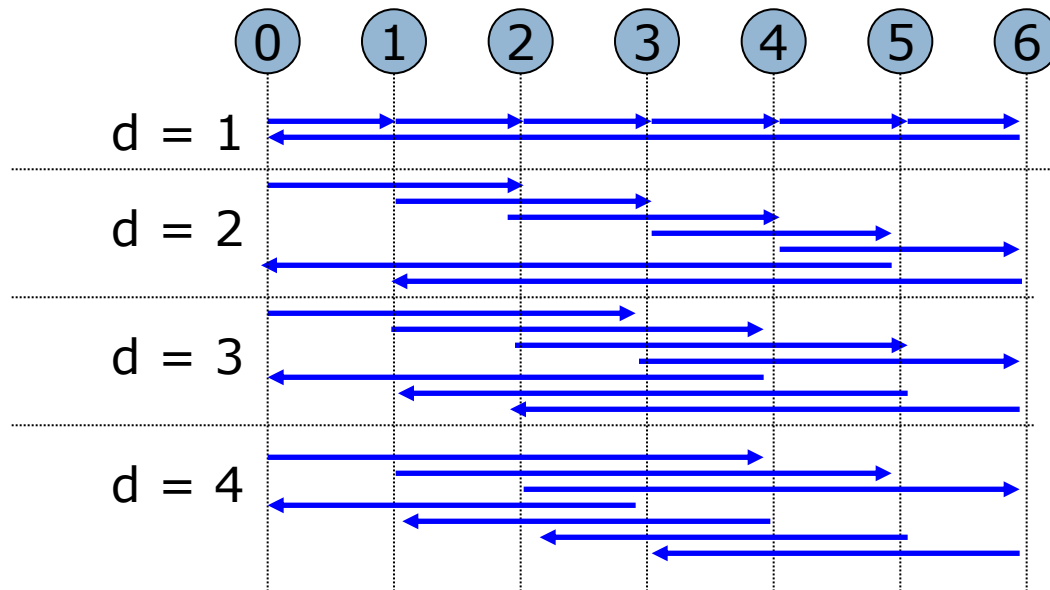 0 1 2 3 4 5 6
d = 1
d = 2
d = 3
d = 4